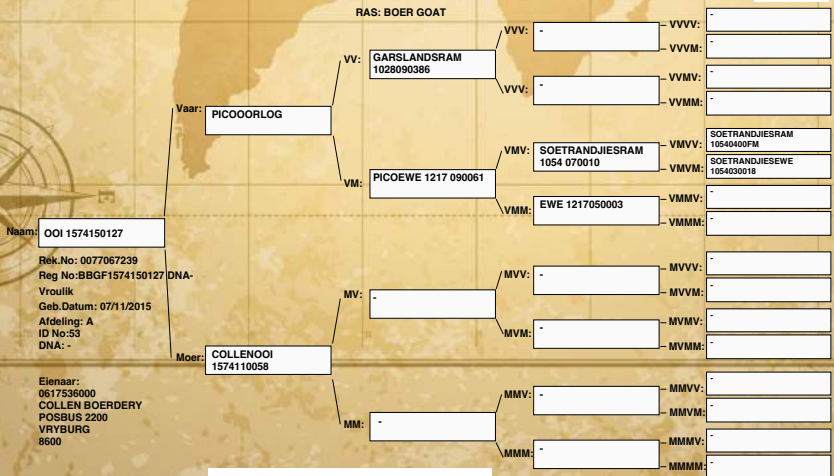 RAS: BOER GOAT
Naam: OOI 1574150127
Rek.No: 0077067239
Reg No:BBGF1574150127 DNA-
Vroulik
Geb.Datum: 07/11/2015
Afdeling: A
ID No:53
DNA: -
Eienaar:
0617536000
COLLEN BOERDERY
POSBUS 2200
VRYBURG
8600
Vaar: PICOOORLOG
Moer: COLLENOOI
1574110058
VV: GARSLANDSRAM
1028090386
VM: PICOEWE 1217 090061
MV: -
MM: -
VVV: -
VVV: -
VMV: SOETRANDJIESRAM
1054 070010
VMM: EWE 1217050003
MVV: -
MVM: -
MMV: -
MMM: -
VVVV: -
VVVM: -
VVMV: -
VVMM: -
VMVV: SOETRANDJIESRAM
10540400FM
VMVM: SOETRANDJIESEWE
1054030018
VMMV: -
VMMM: -
MVVV: -
MVVM: -
MVMV: -
MVMM: -
MMVV: -
MMVM: -
MMMV: -
MMMM: -
E